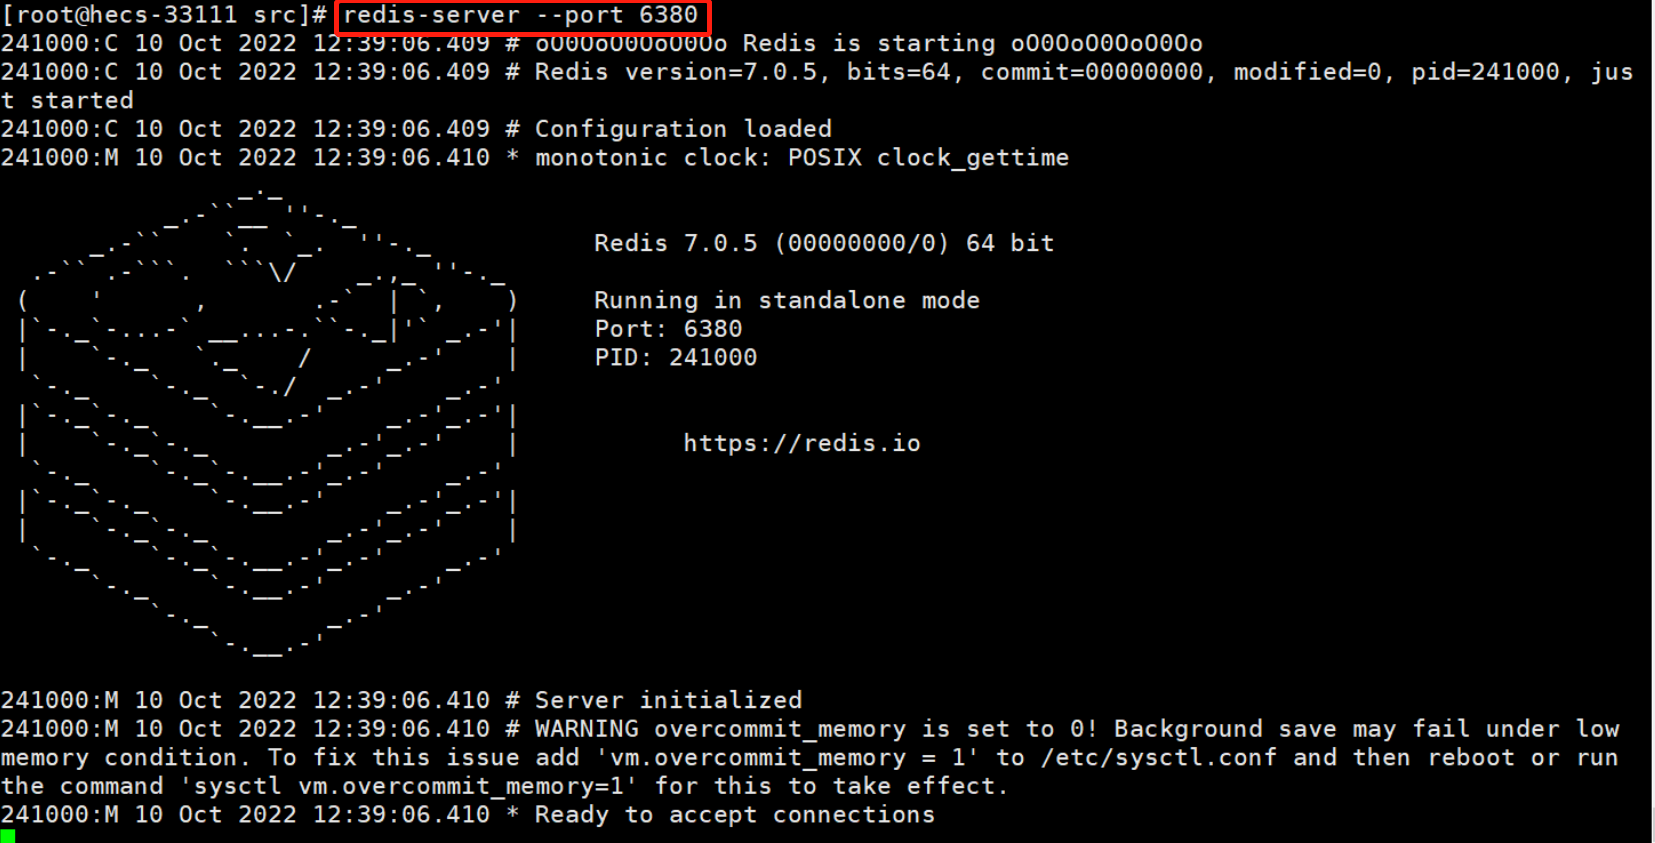 [root@hecs-33111 src]# redis-server --port 6380
241000:C 10 Oct 2022 12:39:06.409 # oO0OoO0OoO0Oo Redis is starting oO0OoO0OoO0Oo
241000:C 10 Oct 2022 12:39:06.409 # Redis version=7.0.5, bits=64, commit=00000000, modified=0, pid=241000, jus
t started
241000:C 10 Oct 2022 12:39:06.409 # Configuration loaded
241000:M 10 Oct 2022 12:39:06.410 * monotonic clock: POSIX clock_gettime
Redis 7.0.5 (00000000/0) 64 bit
Running in standalone mode
Port: 6380
PID: 241000
https://redis.io
241000:M 10 Oct 2022 12:39:06.410 # Server initialized
241000:M 10 Oct 2022 12:39:06.410 # WARNING overcommit_memory is set to 0! Background save may fail under low
memory condition. To fix this issue add 'vm.overcommit_memory = 1' to /etc/sysctl.conf and then reboot or run
the command 'sysctl vm.overcommit_memory=1' for this to take effect.
241000:M 10 Oct 2022 12:39:06.410 * Ready to accept connections